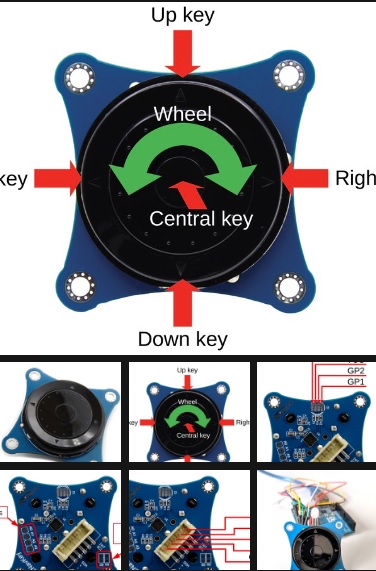 Up key
Wheel
key
Righ
Central key
Down key
Up key
Wheel
key
Righ
Central key
GP2
GP1